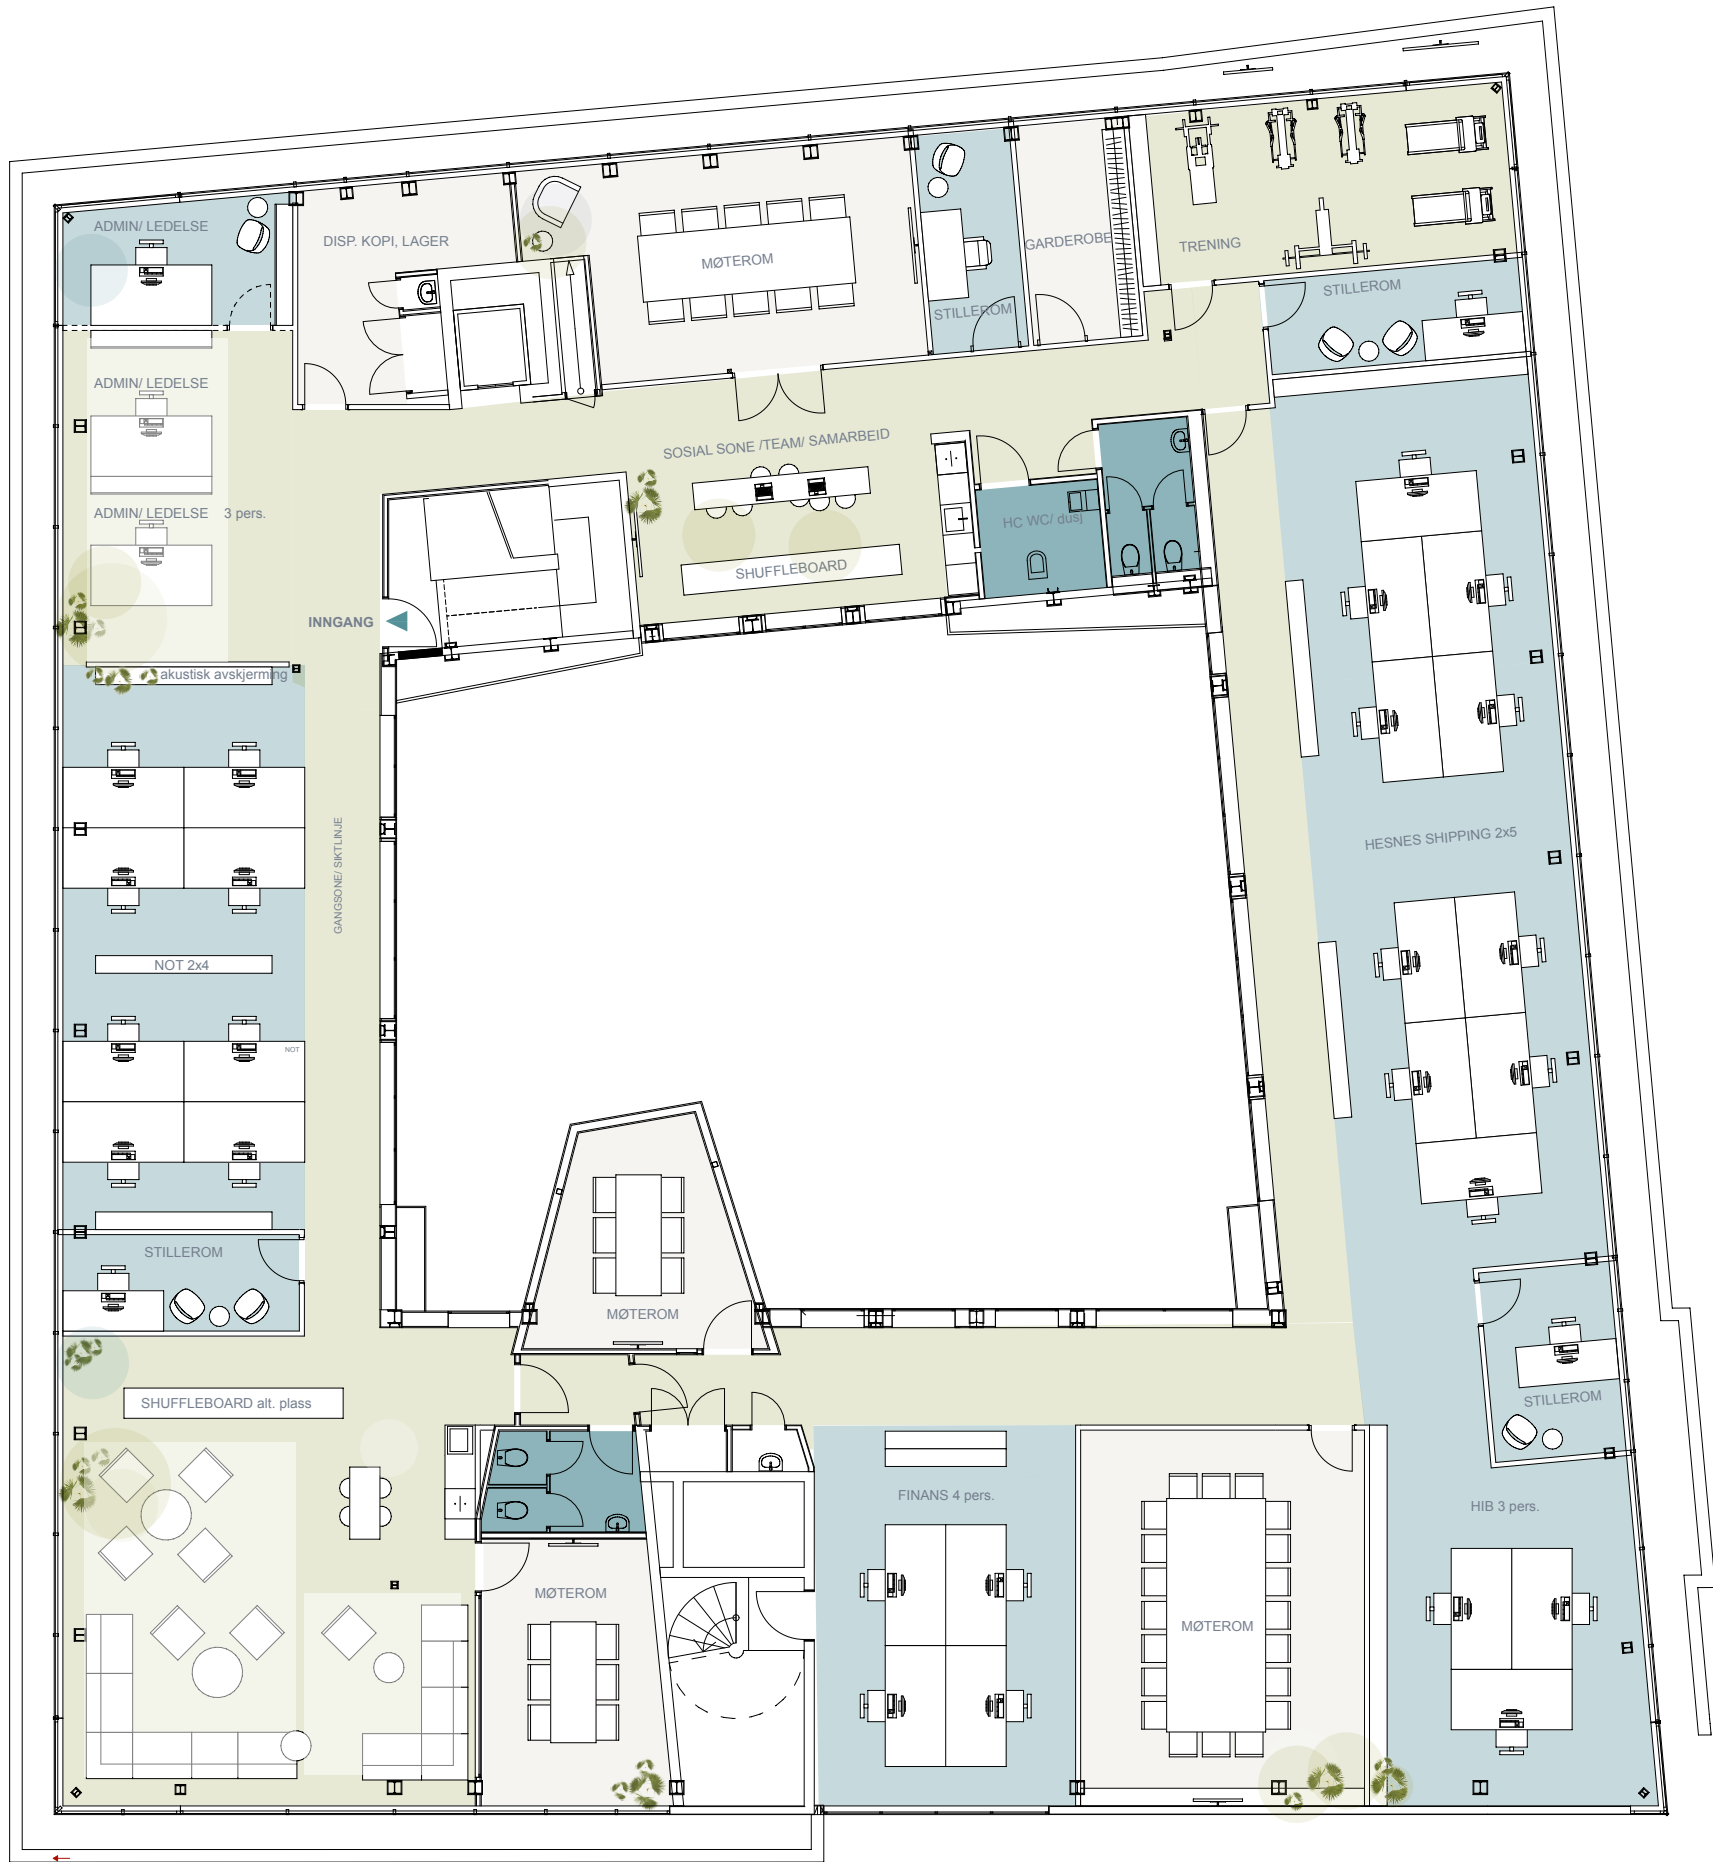 ADMIN/ LEDELSE
DISP. KOPI, LAGER
MØTEROM
STILLEROM
GARDEROBE
TRENING
STILLEROM
ADMIN/ LEDELSE
SOSIAL SONE /TEAM/ SAMARBEID
ADMIN/ LEDELSE 3 pers.
HC WC/ dusj
SHUFFLEBOARD
INNGANG
akustisk avskjerming
GANGSONE/ SIKTLINJE
HESNES SHIPPING 2x5
NOT 2x4
NOT
STILLEROM
MØTEROM
SHUFFLEBOARD alt. plass
STILLEROM
FINANS 4 pers.
HIB 3 pers.
MØTEROM
MØTEROM